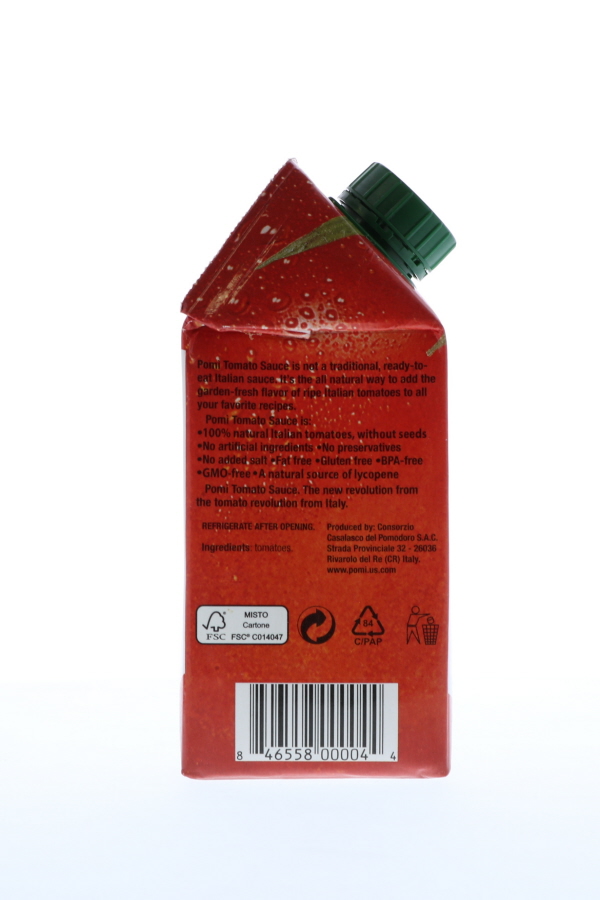 Pomì Tomato Sauce is not a traditional, ready-to-
eat Italian sauce. It's the all natural way to add the
garden-fresh flavor of ripe Italian tomatoes to all
your favorite recipes.
Pomì Tomato Sauce is:
•100% natural Italian tomatoes, without seeds
•No artificial ingredients •No preservatives
•No added salt •Fat free •Gluten free •BPA-free
•GMO-free •A natural source of lycopene
Pomì Tomato Sauce. The new revolution from
the tomato revolution from Italy.
REFRIGERATE AFTER OPENING.
Ingredients: tomatoes.
Produced by: Consorzio
Casalasco del Pomodoro S.A.C.
Strada Provinciale 32 - 26036
Rivarolo del Re (CR) Italy.
www.pomi.us.com
FSC
MISTO
Cartone
FSC® C014047
84
C/PAP
8 46558 00004 4